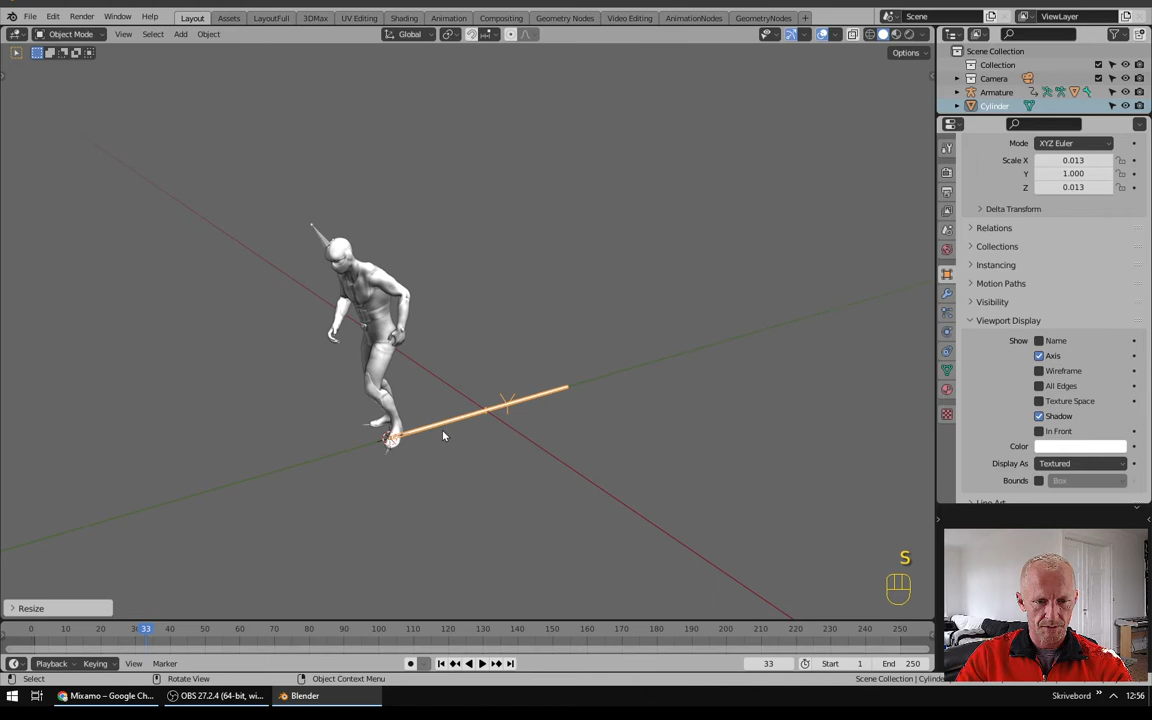 File Edit Render Window Help Layout Assets LayoutFull 3DMax UV Editing Shading Animation Compositing Geometry Nodes Video Editing AnimationNodes GeometryNodes + Scene ViewLayer
Object Mode View Select Add Object Global
Options
Scene Collection
Collection
Camera
Armature
Cylinder
Mode XYZ Euler
Scale X 0.013
Y 1.000
Z 0.013
Delta Transform
Relations
Collections
Instancing
Motion Paths
Visibility
Viewport Display
Show Name
Axis
Wireframe
All Edges
Texture Space
Shadow
In Front
Color
Display As Textured
Bounds Box
Line Art
Y
S
Resize
0 10 20 33 40 50 60 70 80 90 100 110 120 130 140 150 160 170 180 190 200 210 220 230 240 250
Playback Keying View Marker 33 Start 1 End 250
Select Rotate View Object Context Menu Scene Collection | Cylinde
Mixamo – Google Ch... OBS 27.2.4 (64-bit, wi... Blender Skrivebord 12:56